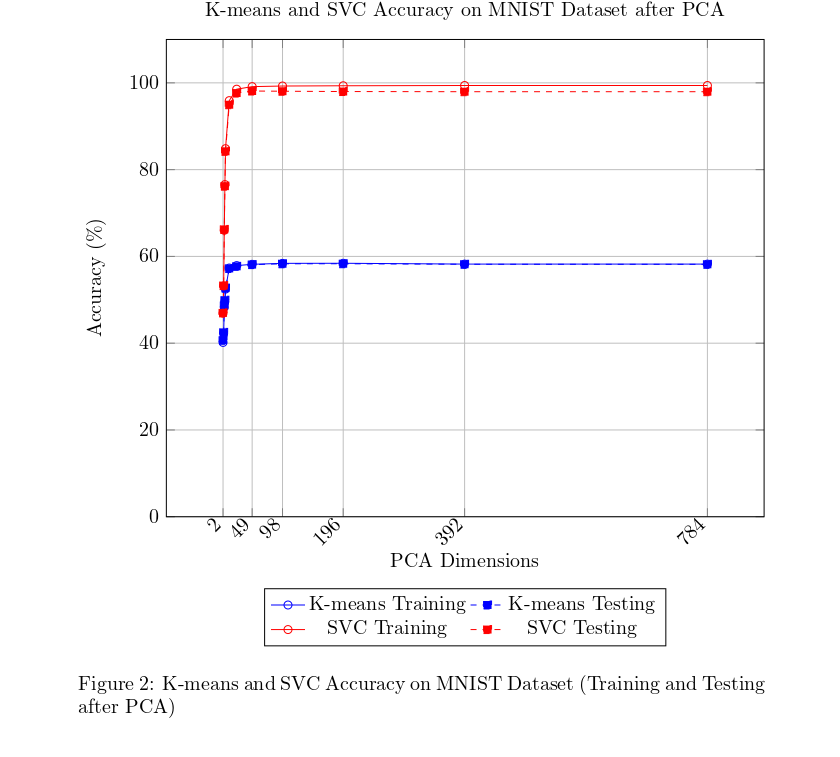 K-means and SVC Accuracy on MNIST Dataset after PCA
100
80
60
40
20
0
Accuracy (%)
2 49 98 196 392 784
PCA Dimensions
K-means Training K-means Testing
SVC Training SVC Testing
Figure 2: K-means and SVC Accuracy on MNIST Dataset (Training and Testing
after PCA)